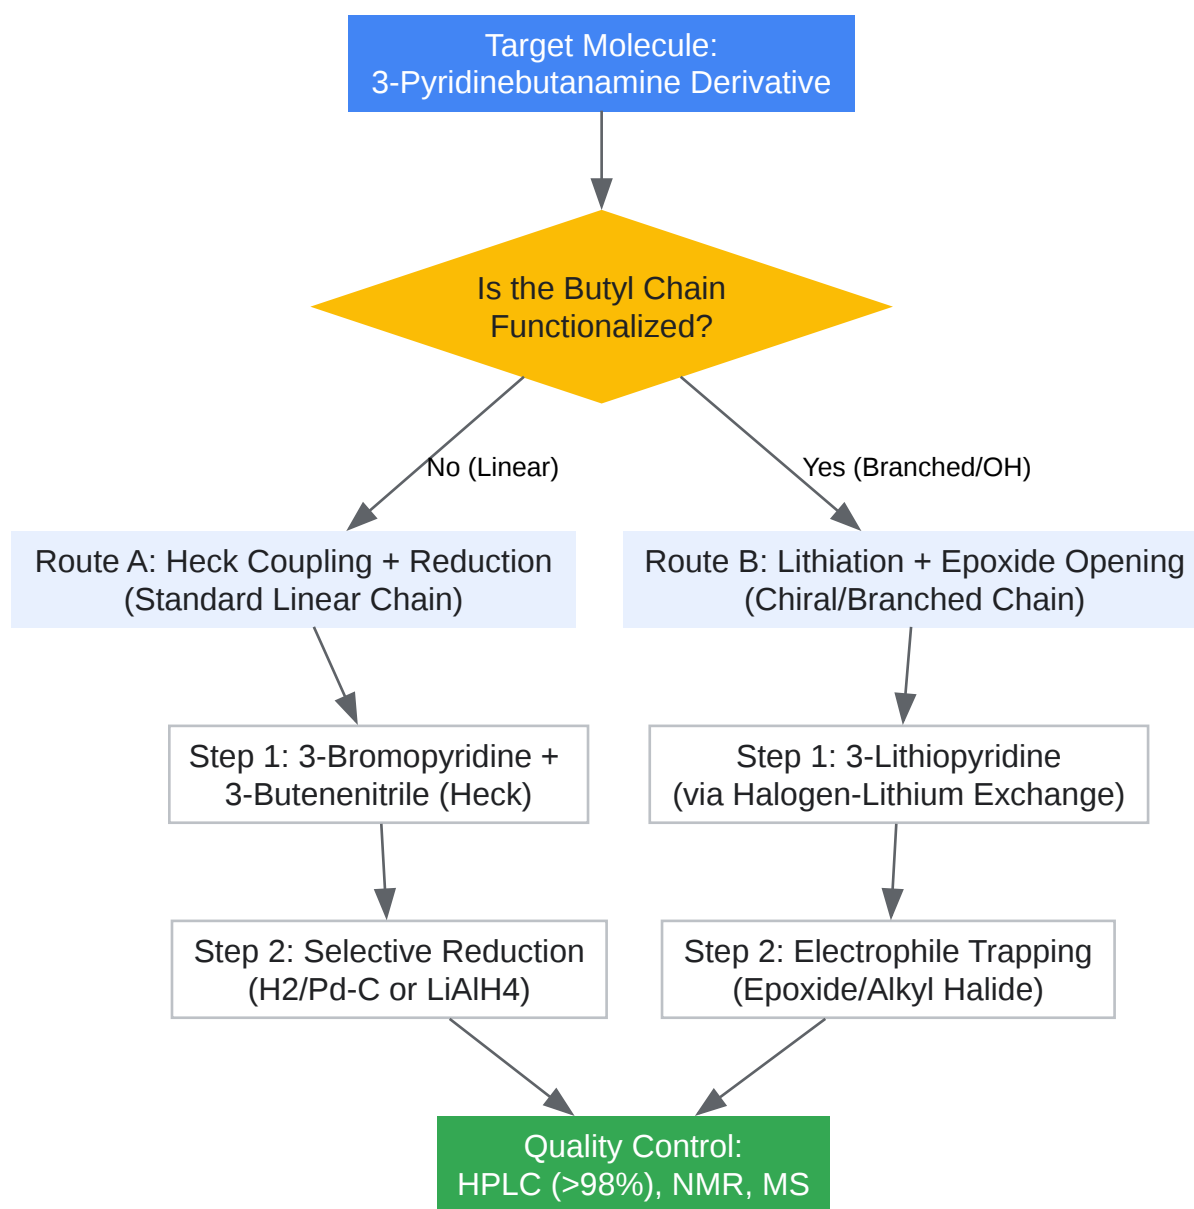 Target Molecule:
3-Pyridinebutanamine Derivative
Is the Butyl Chain
Functionalized?
No (Linear)
Yes (Branched/OH)
Route A: Heck Coupling + Reduction
(Standard Linear Chain)
Route B: Lithiation + Epoxide Opening
(Chiral/Branched Chain)
Step 1: 3-Bromopyridine +
3-Butenenitrile (Heck)
Step 1: 3-Lithiopyridine
(via Halogen-Lithium Exchange)
Step 2: Selective Reduction
(H2/Pd-C or LiAlH4)
Step 2: Electrophile Trapping
(Epoxide/Alkyl Halide)
Quality Control:
HPLC (>98%), NMR, MS